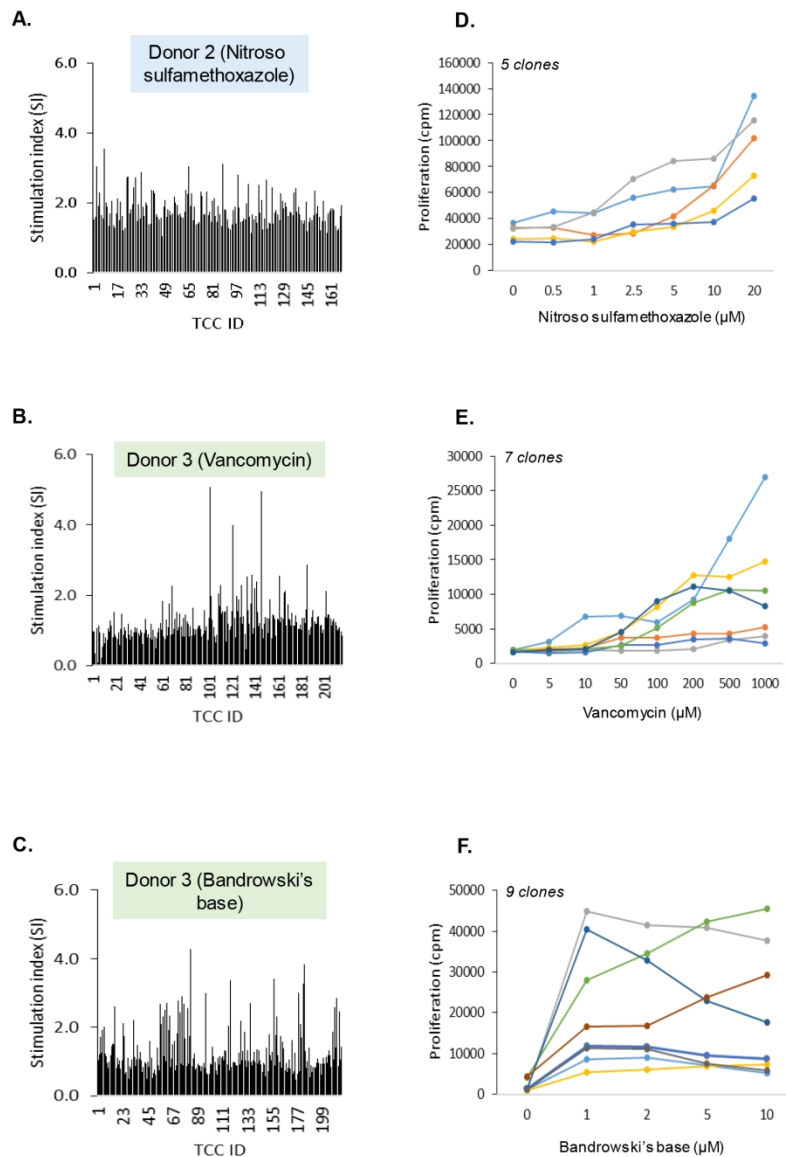 A.
Donor 2 (Nitroso
sulfamethoxazole)
Stimulation index (SI)
6.0
4.0
2.0
0.0
1 17 33 49 65 81 97 113 129 145 161
TCC ID
D.
5 clones
Proliferation (cpm)
160000
140000
120000
100000
80000
60000
40000
20000
0
0 0.5 1 2.5 5 10 20
Nitroso sulfamethoxazole (µM)
B.
Donor 3 (Vancomycin)
Stimulation index (SI)
6.0
4.0
2.0
0.0
1 21 41 61 81 101 121 141 161 181 201
TCC ID
E.
7 clones
Proliferation (cpm)
30000
25000
20000
15000
10000
5000
0
0 5 10 50 100 200 500 1000
Vancomycin (µM)
C.
Donor 3 (Bandrowski's
base)
Stimulation index (SI)
6.0
4.0
2.0
0.0
1 23 45 67 89 111 133 155 177 199
TCC ID
F.
9 clones
Proliferation (cpm)
50000
40000
30000
20000
10000
0
0 1 2 5 10
Bandrowski's base (µM)